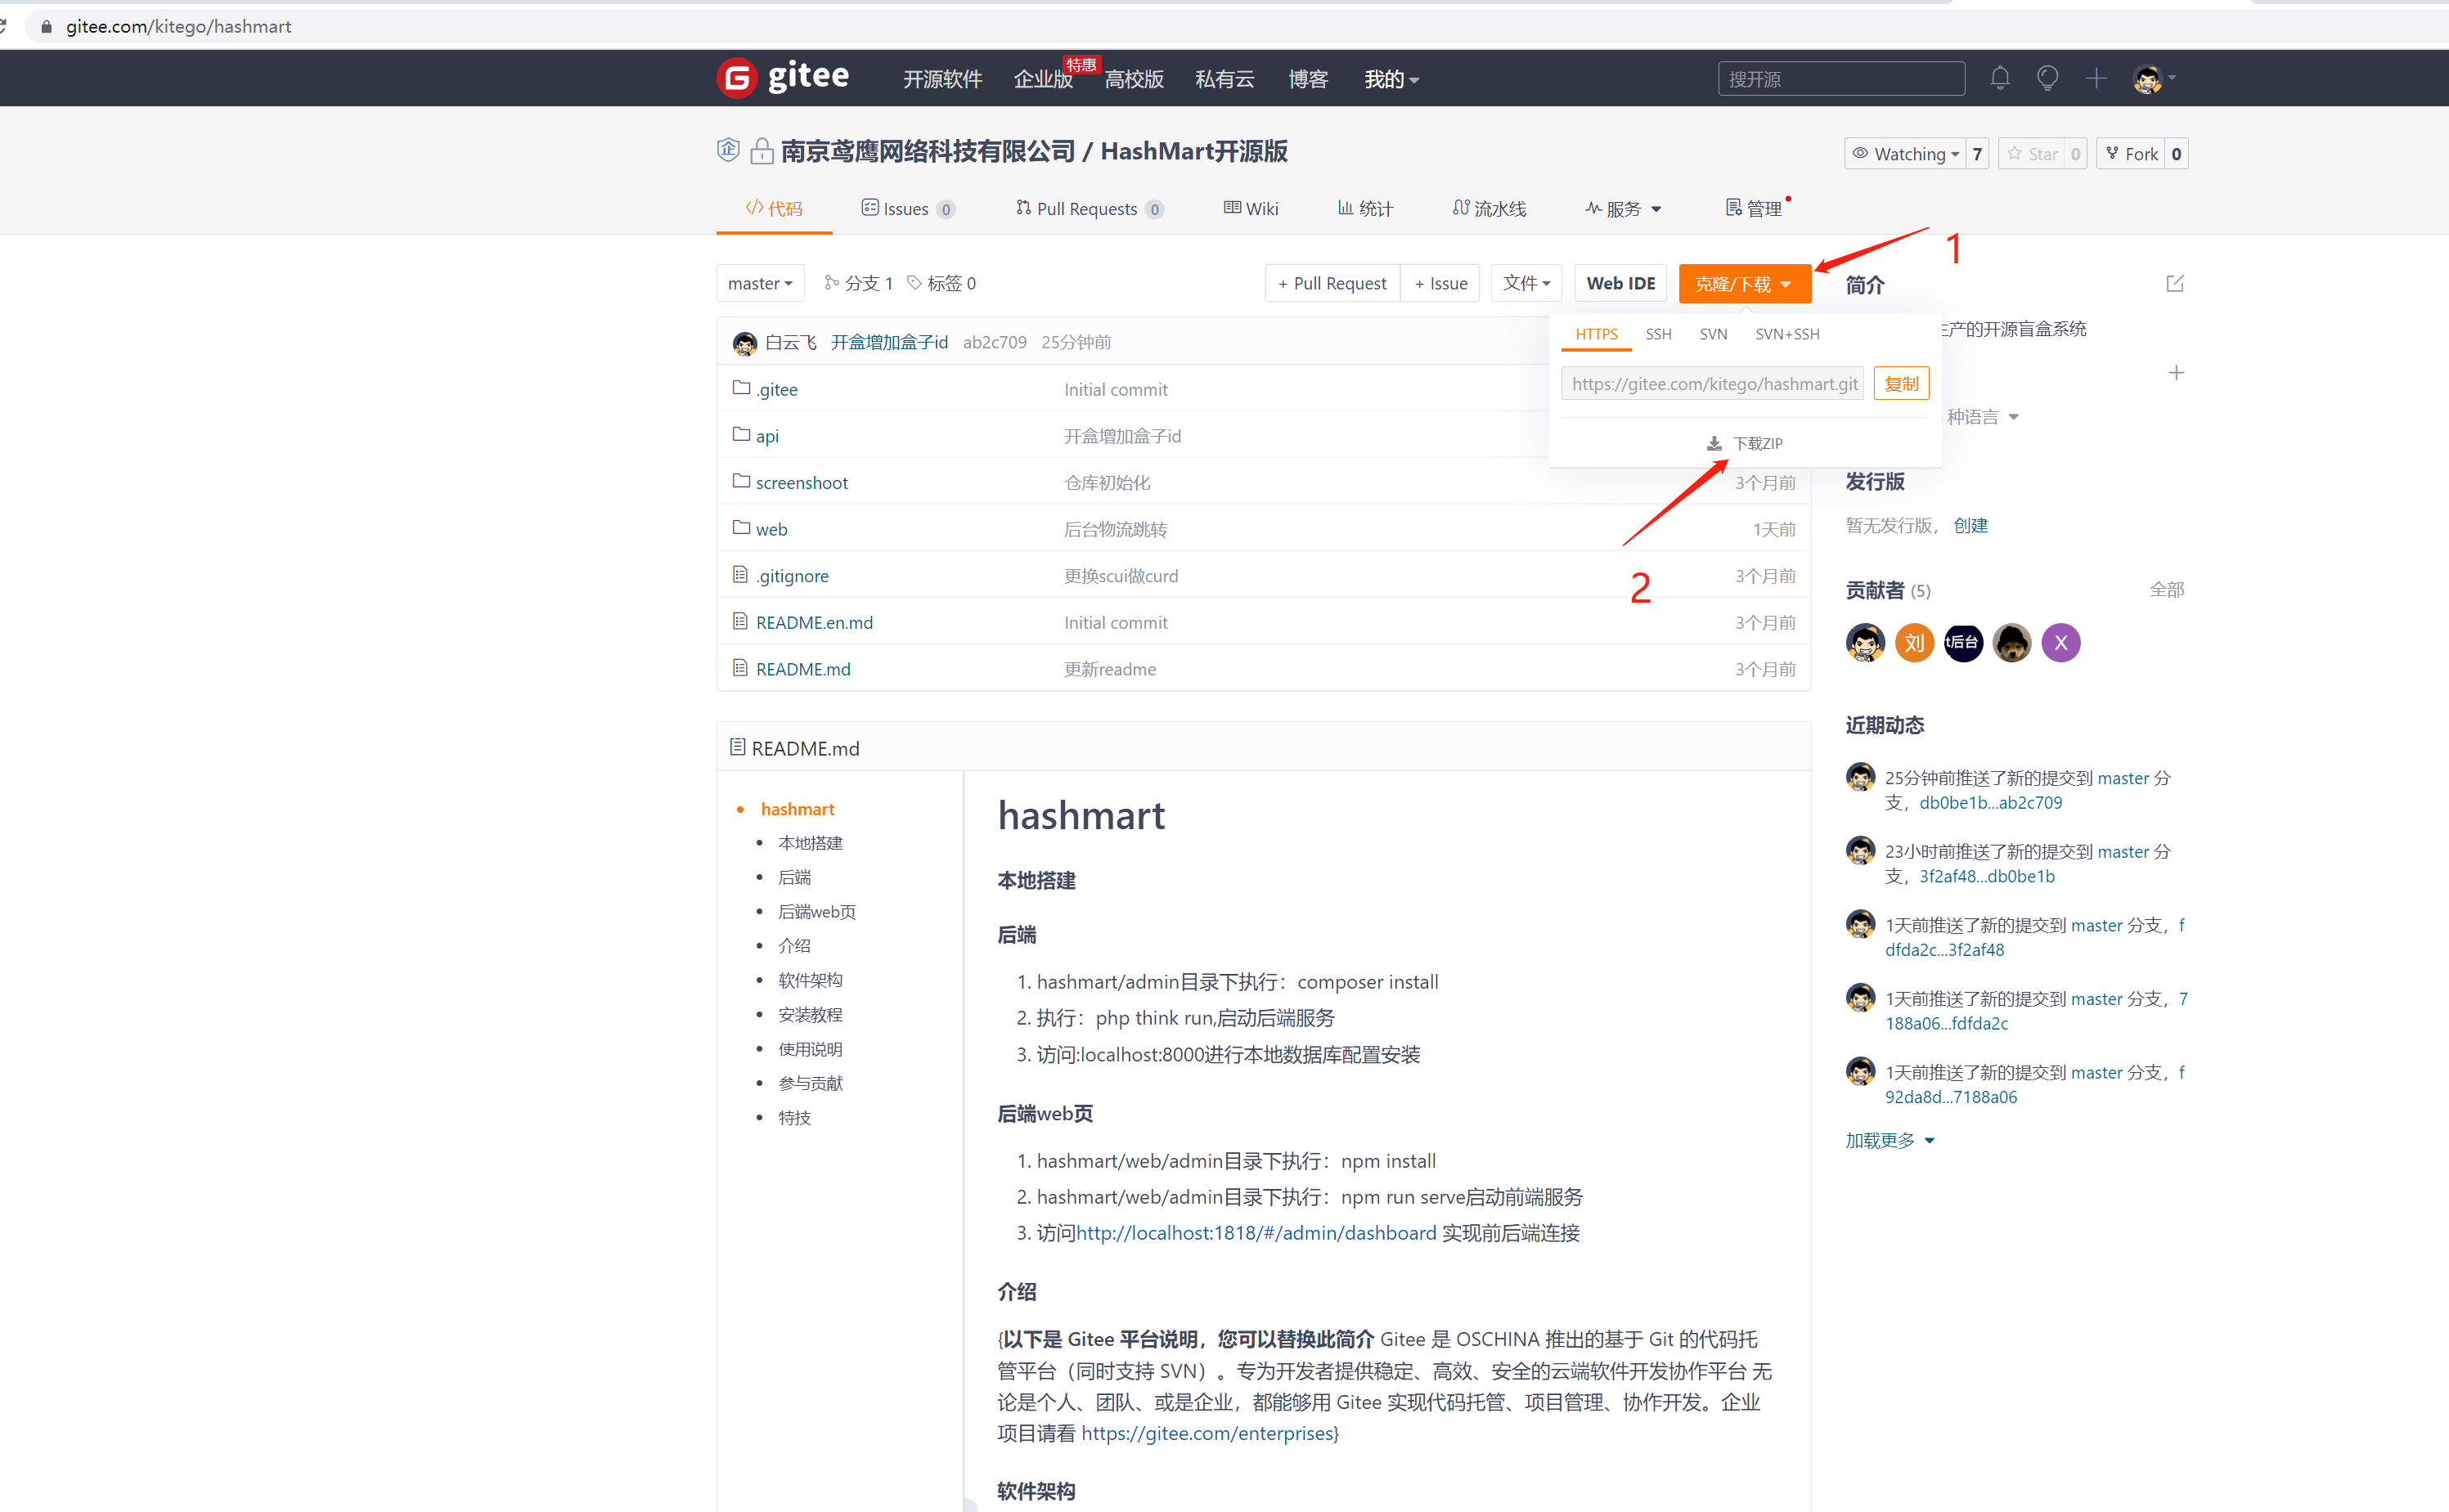 gitee.com/kitego/hashmart
gitee
开源软件
企业版
特惠
高校版
私有云
博客
我的
搜开源
企
南京鸢鹰网络科技有限公司 / HashMart开源版
Watching 7
Star 0
Fork 0
代码
Issues 0
Pull Requests 0
Wiki
统计
流水线
服务
管理
1
master
分支 1
标签 0
+ Pull Request
+ Issue
文件
Web IDE
克隆/下载
简介
HTTPS
SSH
SVN
SVN+SSH
https://gitee.com/kitego/hashmart.git
复制
下载ZIP
2
产的开源盲盒系统
种语言
白云飞 开盒增加盒子id ab2c709 25分钟前
.gitee Initial commit
api 开盒增加盒子id
screenshoot 仓库初始化 3个月前
web 后台物流跳转 1天前
.gitignore 更换scui做curd 3个月前
README.en.md Initial commit 3个月前
README.md 更新readme 3个月前
发行版
暂无发行版， 创建
贡献者 (5) 全部
刘
t后台
X
近期动态
25分钟前推送了新的提交到 master 分
支， db0be1b...ab2c709
23小时前推送了新的提交到 master 分
支， 3f2af48...db0be1b
1天前推送了新的提交到 master 分支， f
dfda2c...3f2af48
1天前推送了新的提交到 master 分支， 7
188a06...fdfda2c
1天前推送了新的提交到 master 分支， f
92da8d...7188a06
加载更多
README.md
hashmart
本地搭建
后端
后端web页
介绍
软件架构
安装教程
使用说明
参与贡献
特技
hashmart
本地搭建
后端
1. hashmart/admin目录下执行：composer install
2. 执行：php think run,启动后端服务
3. 访问:localhost:8000进行本地数据库配置安装
后端web页
1. hashmart/web/admin目录下执行：npm install
2. hashmart/web/admin目录下执行：npm run serve启动前端服务
3. 访问http://localhost:1818/#/admin/dashboard 实现前后端连接
介绍
{以下是 Gitee 平台说明，您可以替换此简介 Gitee 是 OSCHINA 推出的基于 Git 的代码托
管平台（同时支持 SVN）。专为开发者提供稳定、高效、安全的云端软件开发协作平台 无
论是个人、团队、或是企业，都能够用 Gitee 实现代码托管、项目管理、协作开发。企业
项目请看 https://gitee.com/enterprises}
软件架构